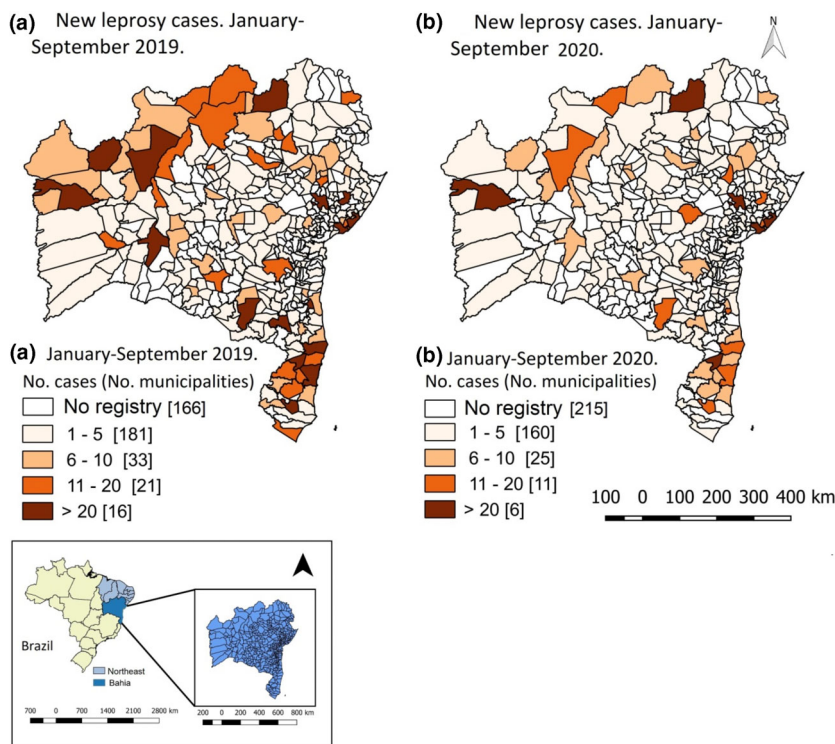 (a) New leprosy cases. January-
September 2019.
(b) New leprosy cases. January-
September 2020.
N
(a) January-September 2019.
No. cases (No. municipalities)
No registry [166]
1 - 5 [181]
6 - 10 [33]
11 - 20 [21]
> 20 [16]
(b) January-September 2020.
No. cases (No. municipalities)
No registry [215]
1 - 5 [160]
6 - 10 [25]
11 - 20 [11]
> 20 [6]
100 0 100 200 300 400 km
Brazil
Northeast
Bahia
700 0 700 1400 2100 2800 km
200 0 200 400 600 800 km